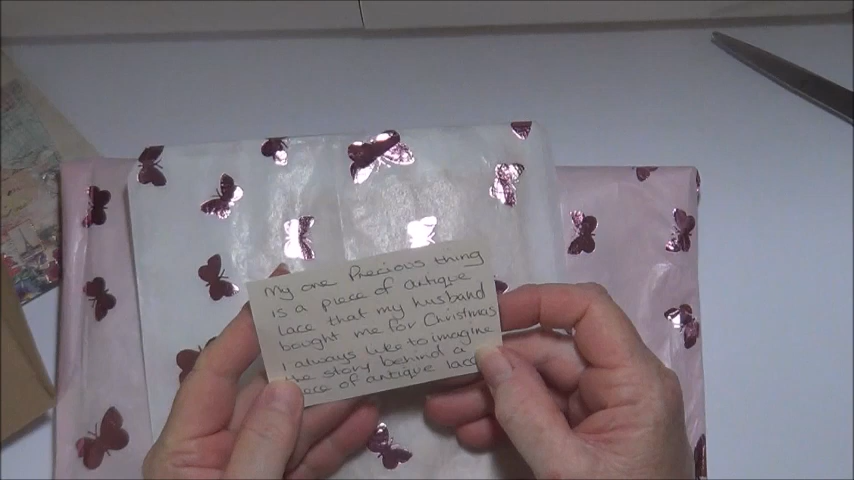 My one Precious thing
is a piece of antique
lace that my husband
bought me for Christmas
I always like to imagine
the story behind a
piece of antique lace